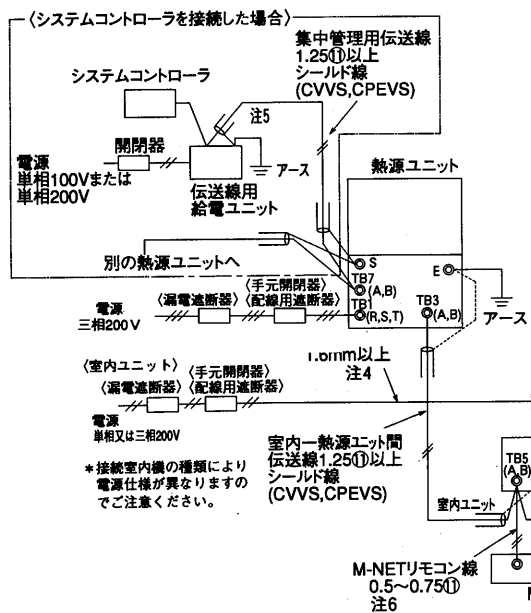 〈システムコントローラを接続した場合〉
集中管理用伝送線
1.25⑪以上
シールド線
(CVVS,CPEVS)
システムコントローラ
注5
開閉器
電源
単相100Vまたは
単相200V
伝送線用
給電ユニット
アース
熱源ユニット
別の熱源ユニットへ
S
TB7
(A,B)
TB1
(R,S,T)
E
TB3
(A,B)
アース
電源
三相200V
〈漏電遮断器〉
〈手元開閉器〉
〈配線用遮断器〉
1.6mm以上
注4
〈室内ユニット〉
〈漏電遮断器〉
〈手元開閉器〉
〈配線用遮断器〉
電源
単相又は三相200V
*接続室内機の種類により
電源仕様が異なりますの
でご注意ください。
室内ー熱源ユニット間
伝送線1.25⑪以上
シールド線
(CVVS,CPEVS)
TB5
(A,B)
室内ユニット
M-NETリモコン線
0.5〜0.75⑪
注6